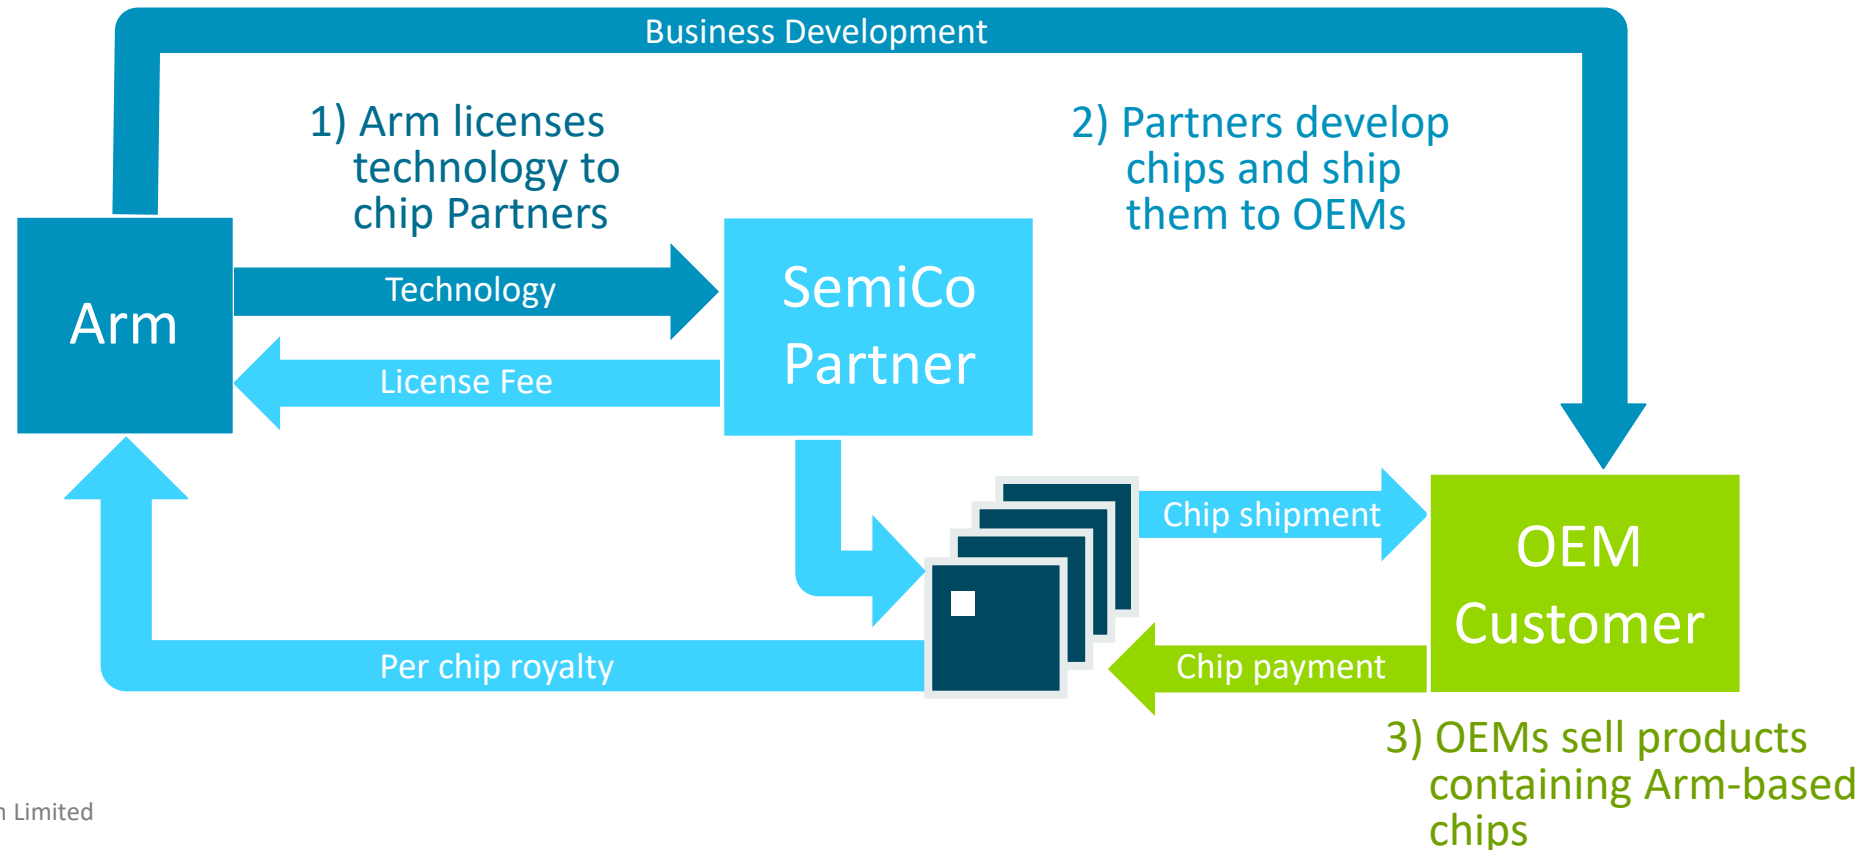 Business Development
1) Arm licenses
technology to
chip Partners
2) Partners develop
chips and ship
them to OEMs
Arm
Technology
License Fee
SemiCo
Partner
Chip shipment
OEM
Customer
Per chip royalty
Chip payment
3) OEMs sell products
containing Arm-based
chips
Limited